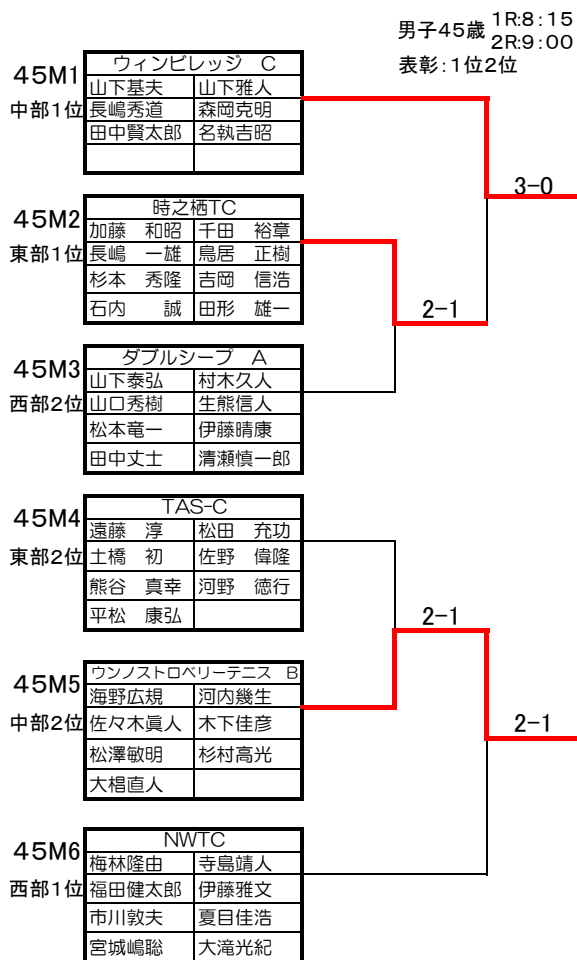 男子45歳 1R:8:15
2R:9:00
表彰:1位2位
45M1
中部1位
ウィンビレッジ C
山下基夫 山下雅人
長嶋秀道 森岡克明
田中賢太郎 名執吉昭
3-0
45M2
東部1位
時之栖TC
加藤 和昭 千田 裕章
長嶋 一雄 鳥居 正樹
杉本 秀隆 吉岡 信浩
石内 誠 田形 雄一
2-1
45M3
西部2位
ダブルシープ A
山下泰弘 村木久人
山口秀樹 生熊信人
松本竜一 伊藤晴康
田中丈士 清瀬慎一郎
45M4
東部2位
TAS-C
遠藤 淳 松田 充功
土橋 初 佐野 偉隆
熊谷 真幸 河野 徳行
平松 康弘
2-1
45M5
中部2位
ウンノストロベリーテニス B
海野広規 河内幾生
佐々木眞人 木下佳彦
松澤敏明 杉村高光
大椙直人
2-1
45M6
西部1位
NWTC
梅林隆由 寺島靖人
福田健太郎 伊藤雅文
市川敦夫 夏目佳浩
宮城嶋聡 大滝光紀